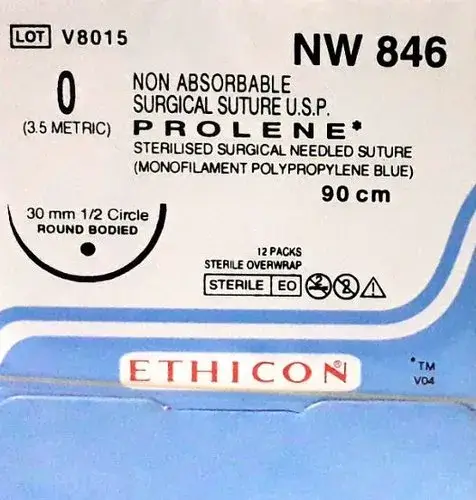 LOT V8015
NW 846
0
(3.5 METRIC)
NON ABSORBABLE
SURGICAL SUTURE U.S.P.
PROLENE*
STERILISED SURGICAL NEEDLED SUTURE
(MONOFILAMENT POLYPROPYLENE BLUE)
90 cm
30 mm 1/2 Circle
ROUND BODIED
12 PACKS
STERILE OVERWRAP
STERILE EO
ETHICON®
*TM
V04